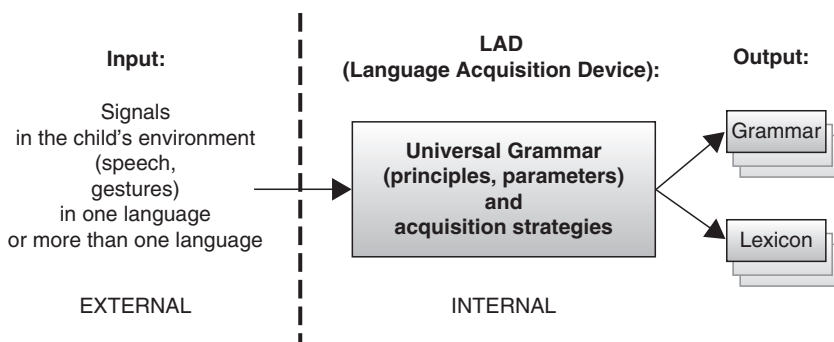 Input:
Signals
in the child's environment
(speech,
gestures)
in one language
or more than one language
EXTERNAL
LAD
(Language Acquisition Device):
Universal Grammar
(principles, parameters)
and
acquisition strategies
INTERNAL
Output:
Grammar
Lexicon